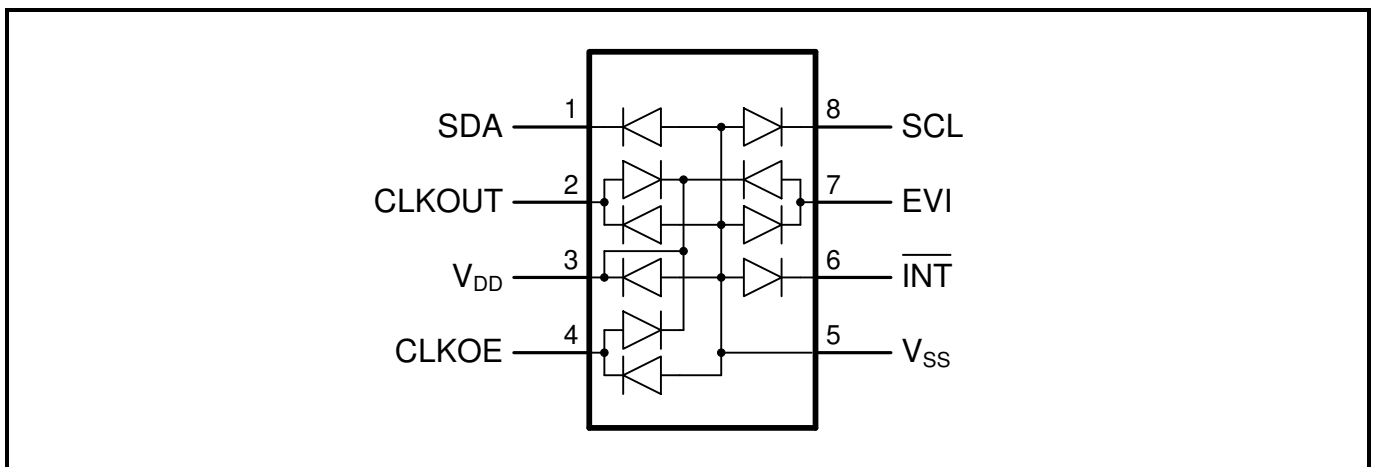 SDA 1
8 SCL
CLKOUT 2
7 EVI
VDD 3
6 INT
CLKOE 4
5 VSS